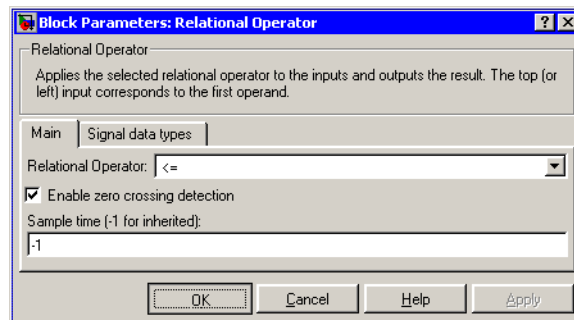 Block Parameters: Relational Operator
Relational Operator
Applies the selected relational operator to the inputs and outputs the result. The top (or
left) input corresponds to the first operand.
Main
Signal data types
Relational Operator: <=
Enable zero crossing detection
Sample time (-1 for inherited):
-1
OK
Cancel
Help
Apply